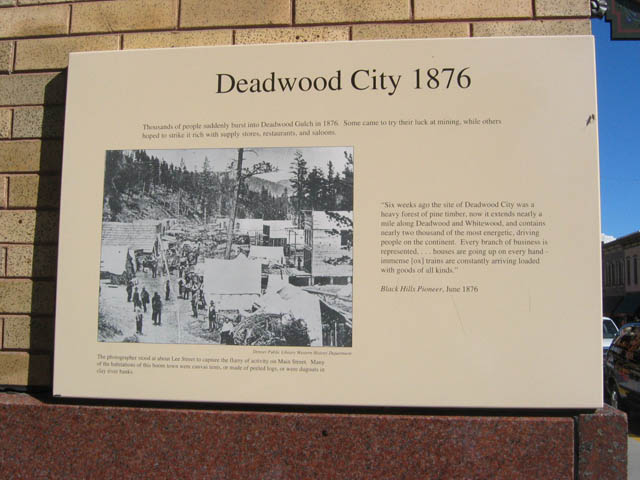 Deadwood City 1876
Thousands of people suddenly burst into Deadwood Gulch in 1876. Some came to try their luck at mining, while others
hoped to strike it rich with supply stores, restaurants, and saloons.
"Six weeks ago the site of Deadwood City was a
heavy forest of pine timber, now it extends nearly a
mile along Deadwood and Whitewood, and contains
nearly two thousand of the most energetic, driving
people on the continent. Every branch of business is
represented, . . . houses are going up on every hand -
immense [ox] trains are constantly arriving loaded
with goods of all kinds."
Black Hills Pioneer, June 1876
Denver Public Library Western History Department
The photographer stood at about Lee Street to capture the flurry of activity on Main Street. Many
of the habitations of this boom town were canvas tents, or made of peeled logs, or were dugouts in
clay river banks.